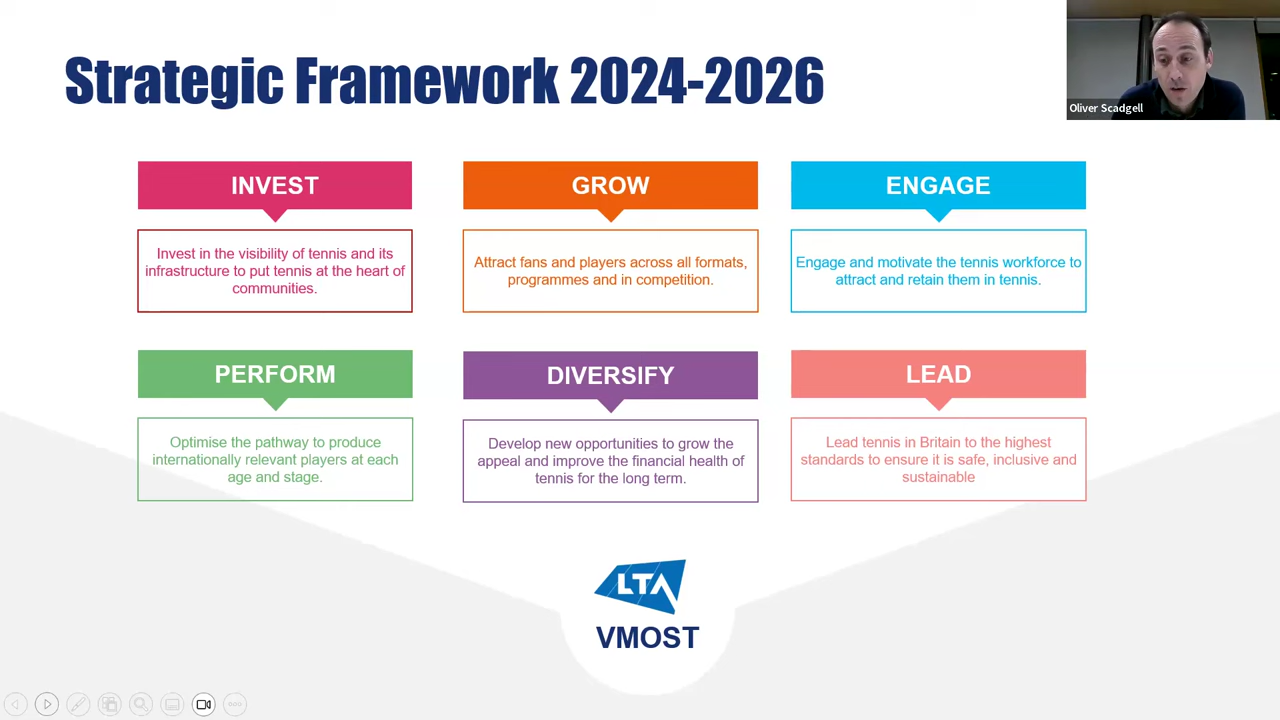 Strategic Framework 2024-2026
Oliver Scadgell
INVEST
Invest in the visibility of tennis and its
infrastructure to put tennis at the heart of
communities.
GROW
Attract fans and players across all formats,
programmes and in competition.
ENGAGE
Engage and motivate the tennis workforce to
attract and retain them in tennis.
PERFORM
Optimise the pathway to produce
internationally relevant players at each
age and stage.
DIVERSIFY
Develop new opportunities to grow the
appeal and improve the financial health of
tennis for the long term.
LEAD
Lead tennis in Britain to the highest
standards to ensure it is safe, inclusive and
sustainable
LTA
VMOST